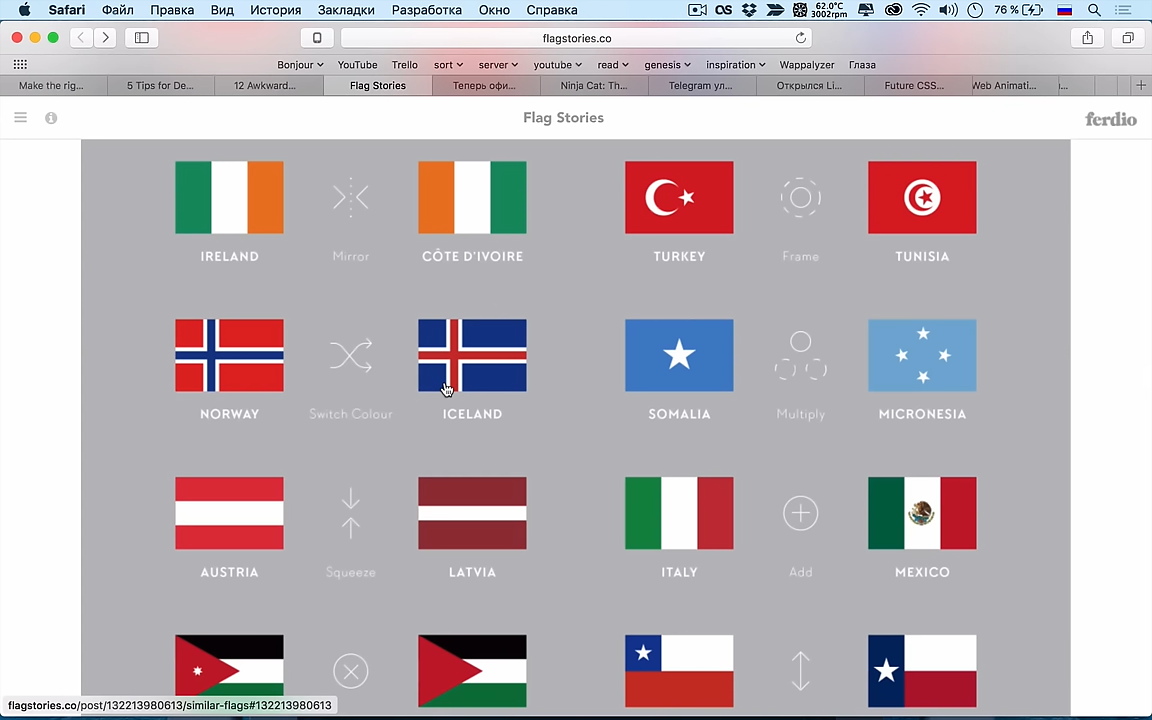 Safari Файл Правка Вид История Закладки Разработка Окно Справка 62.0°C 3002rpm 76 %
flagstories.co
Bonjour YouTube Trello sort server youtube read genesis inspiration Wappalyzer Глаза
Make the rig... 5 Tips for De... 12 Awkward... Flag Stories Теперь офи... Ninja Cat: Th... Telegram ул... Открылся Li... Future CSS... Web Animati...
Flag Stories ferdio
IRELAND Mirror CÔTE D'IVOIRE TURKEY Frame TUNISIA
NORWAY Switch Colour ICELAND SOMALIA Multiply MICRONESIA
AUSTRIA Squeeze LATVIA ITALY Add MEXICO
flagstories.co/post/132213980613/similar-flags#132213980613